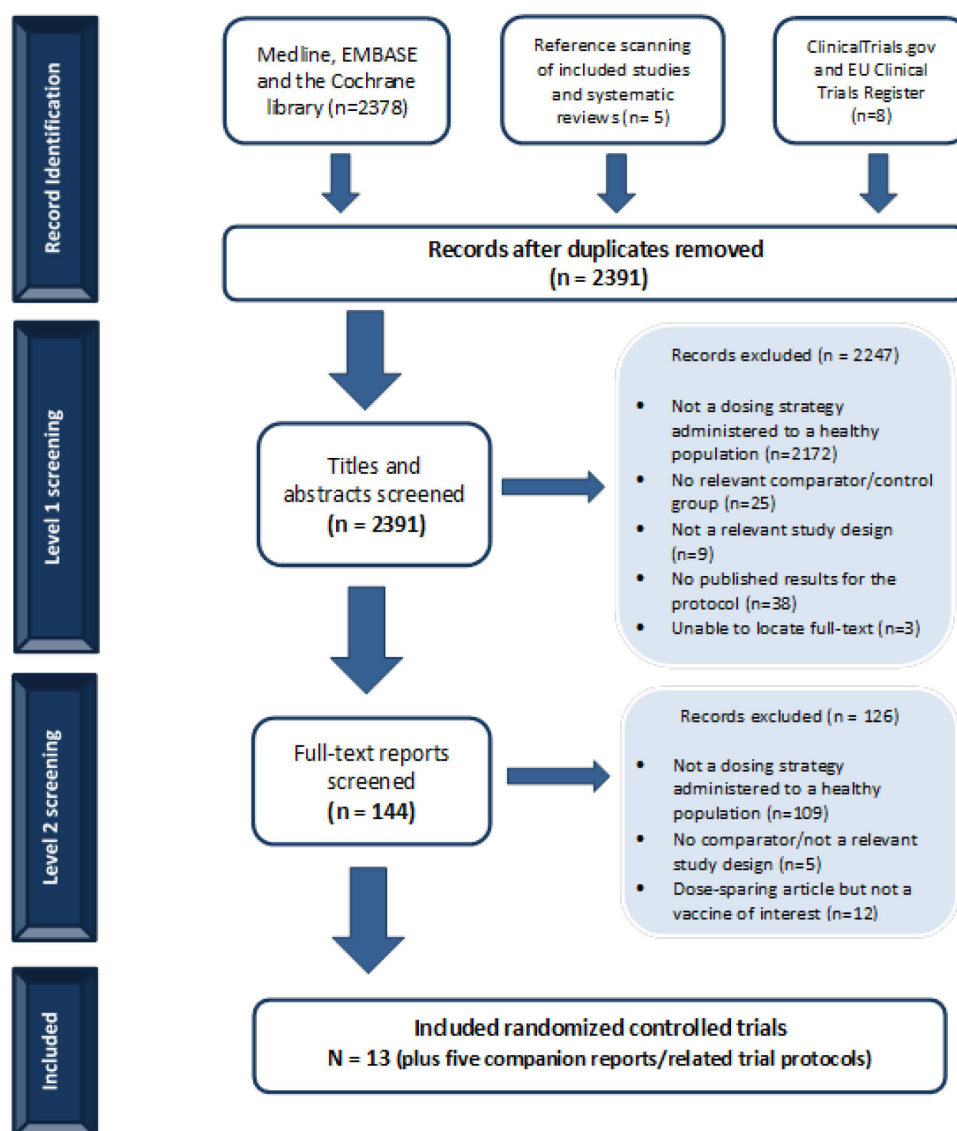 Record Identification
Medline, EMBASE
and the Cochrane
library (n=2378)
Reference scanning
of included studies
and systematic
reviews (n= 5)
ClinicalTrials.gov
and EU Clinical
Trials Register
(n=8)
Records after duplicates removed
(n = 2391)
Level 1 screening
Titles and
abstracts screened
(n = 2391)
Records excluded (n = 2247)
• Not a dosing strategy
administered to a healthy
population (n=2172)
• No relevant comparator/control
group (n=25)
• Not a relevant study design
(n=9)
• No published results for the
protocol (n=38)
• Unable to locate full-text (n=3)
Level 2 screening
Full-text reports
screened
(n = 144)
Records excluded (n = 126)
• Not a dosing strategy
administered to a healthy
population (n=109)
• No comparator/not a relevant
study design (n=5)
• Dose-sparing article but not a
vaccine of interest (n=12)
Included
Included randomized controlled trials
N = 13 (plus five companion reports/related trial protocols)